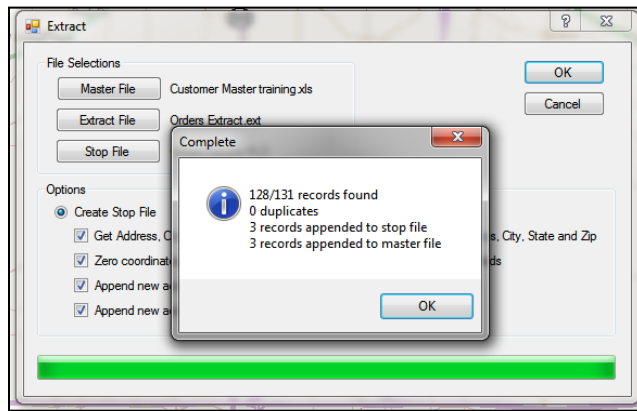 Extract
File Selections
Master File Customer Master training.xls
OK
Extract File Orders Extract.ext
Cancel
Stop File
Complete
128/131 records found
0 duplicates
3 records appended to stop file
3 records appended to master file
OK
Options
Create Stop File
Get Address, C s, City, State and Zip
Zero coordinat ds
Append new a
Append new a